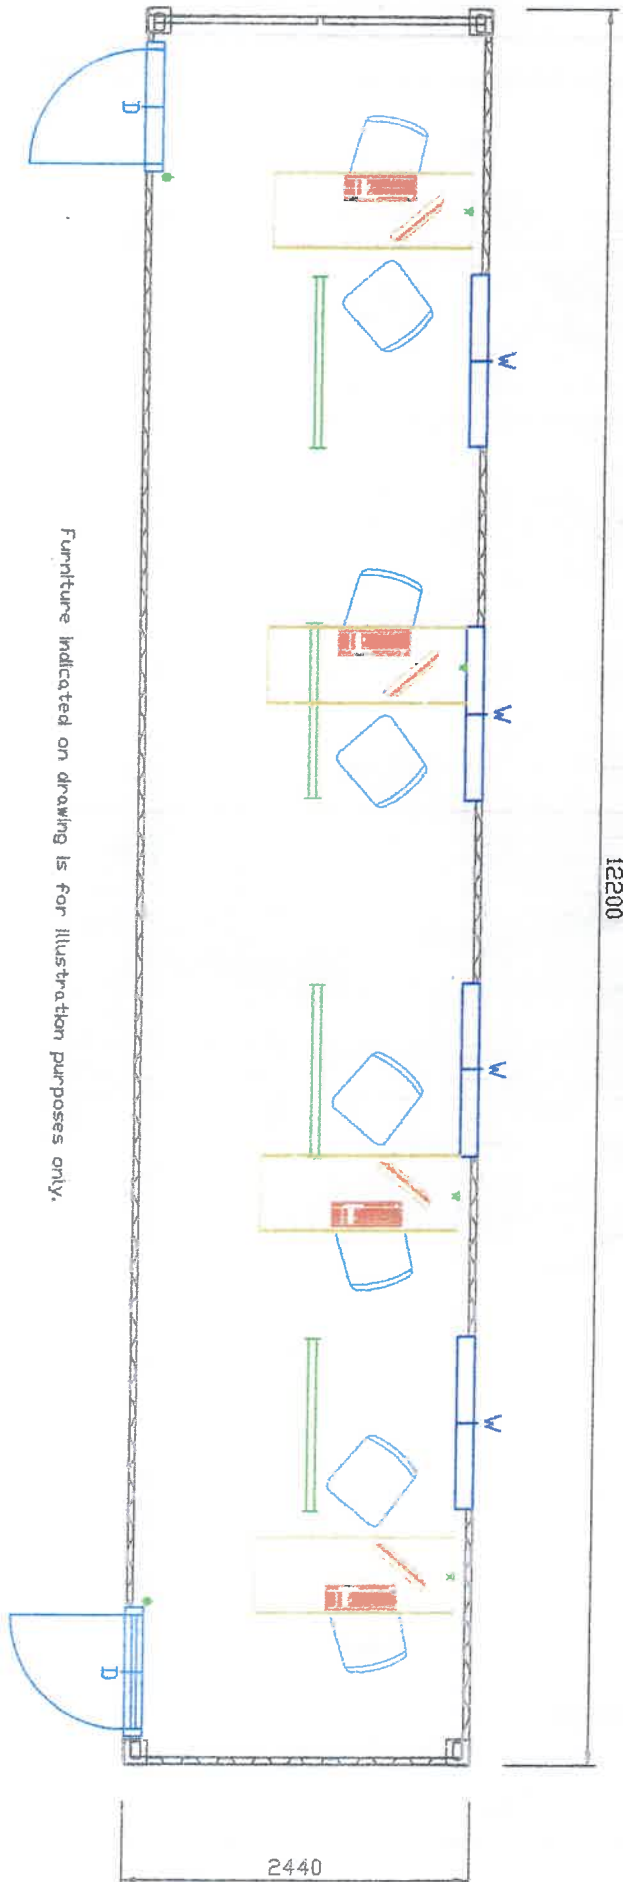 D
W
W
12200
Furniture indicated on drawing is for illustration purposes only.
W
W
D
2440